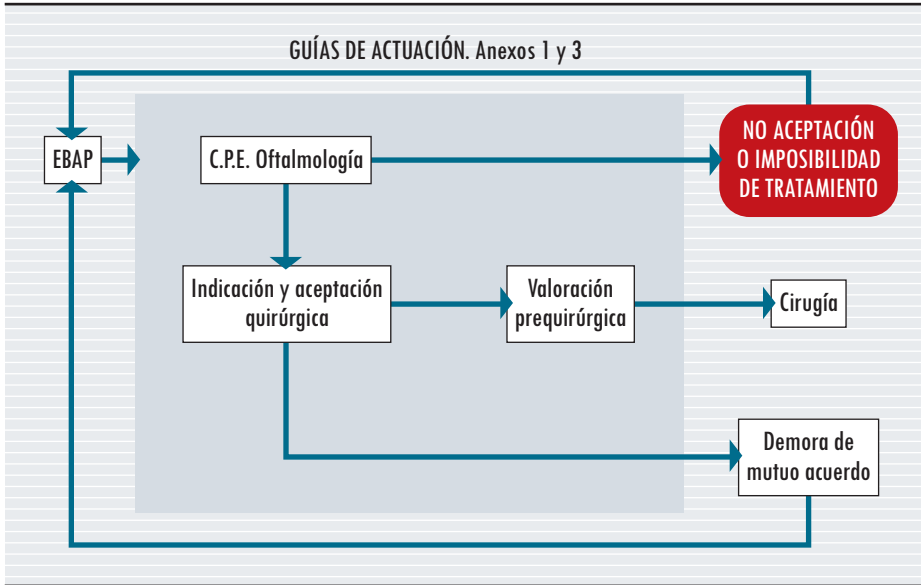 GUÍAS DE ACTUACIÓN. Anexos 1 y 3
EBAP
C.P.E. Oftalmología
NO ACEPTACIÓN
O IMPOSIBILIDAD
DE TRATAMIENTO
Indicación y aceptación
quirúrgica
Valoración
prequirúrgica
Cirugía
Demora de
mutuo acuerdo